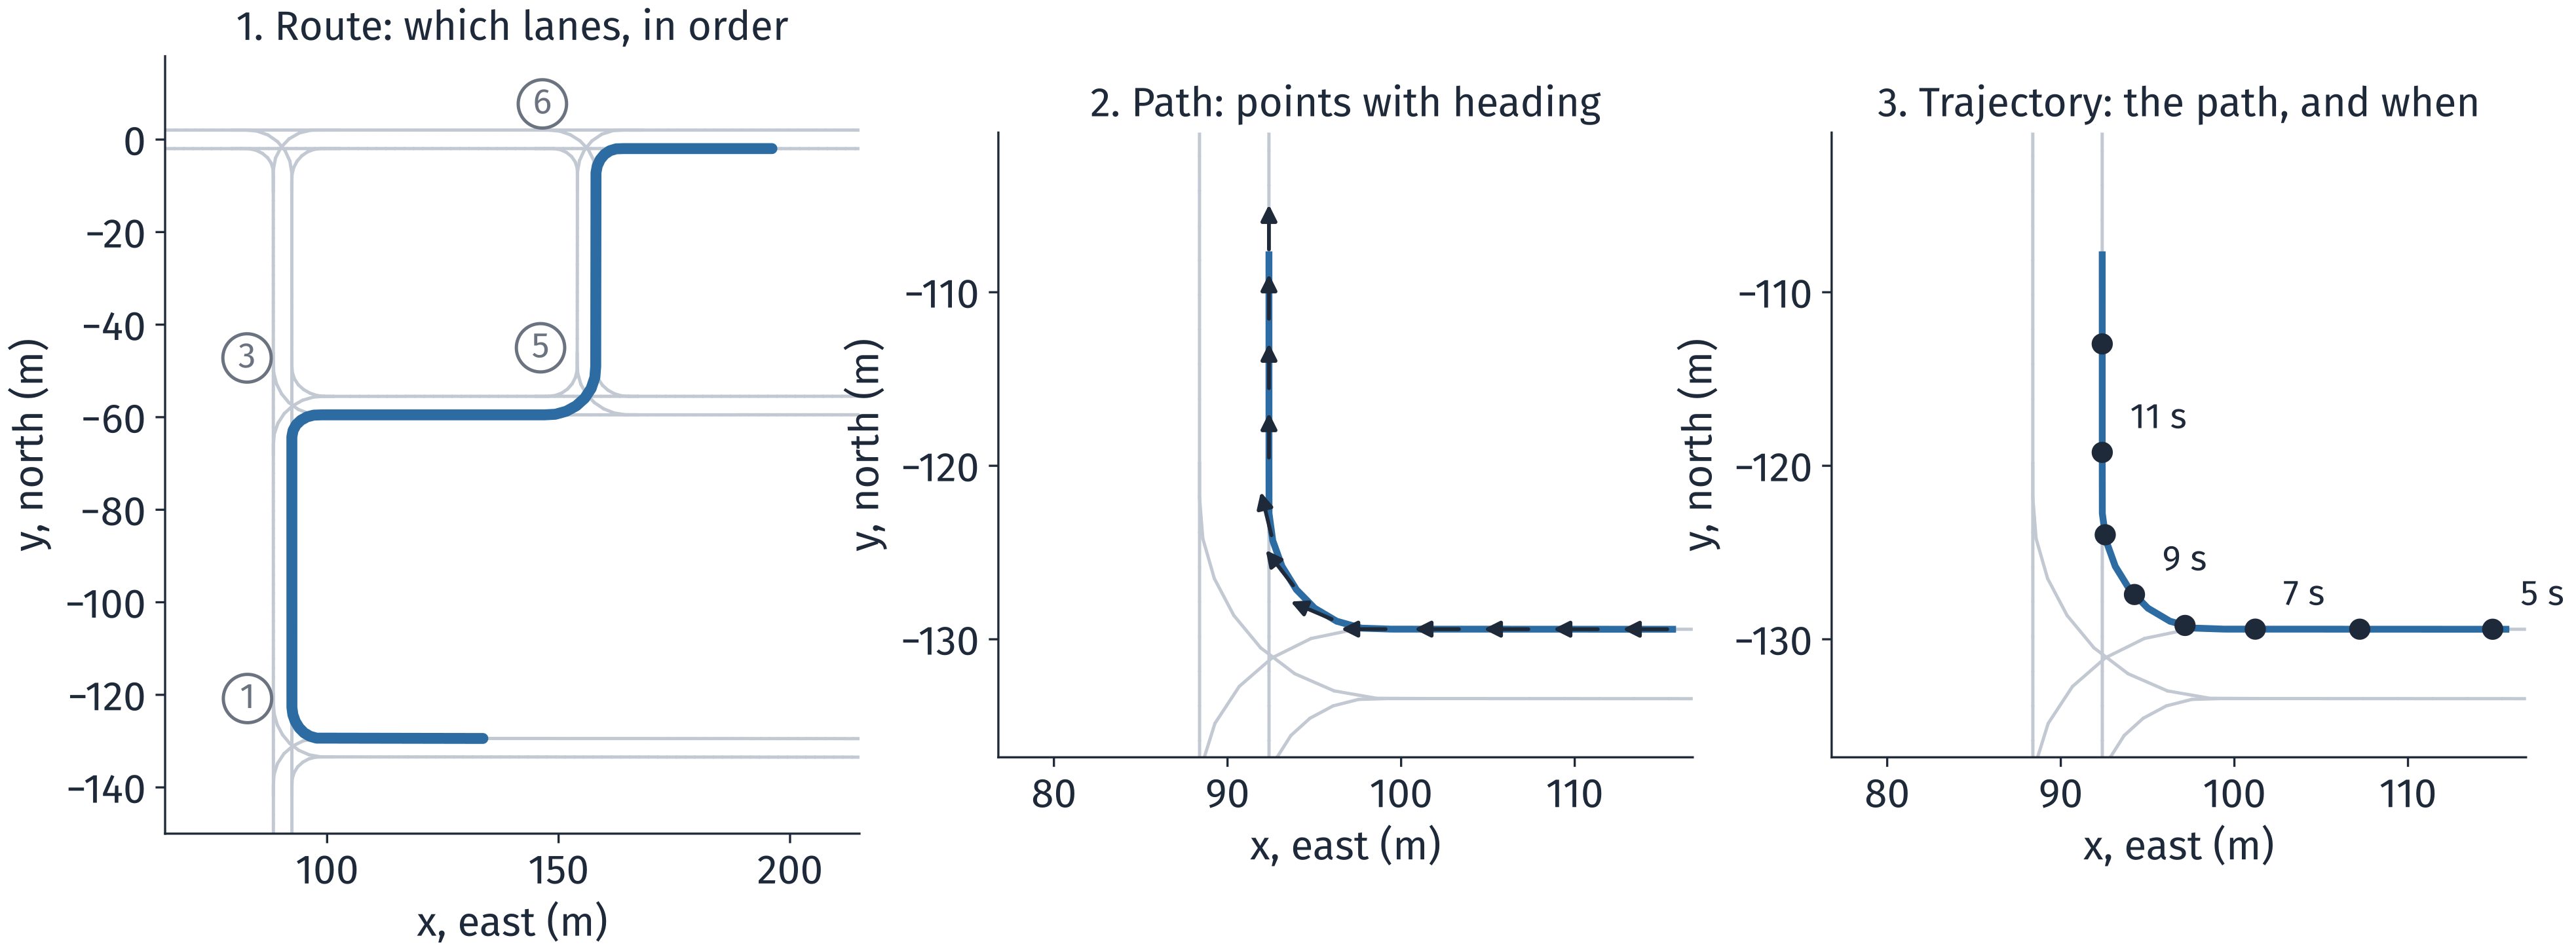 1. Route: which lanes, in order
6
3
5
1
0
−20
−40
−60
−80
−100
−120
−140
y, north (m)
100
150
200
x, east (m)
2. Path: points with heading
−110
−120
−130
y, north (m)
80
90
100
110
x, east (m)
3. Trajectory: the path, and when
11 s
9 s
7 s
5 s
−110
−120
−130
y, north (m)
80
90
100
110
x, east (m)